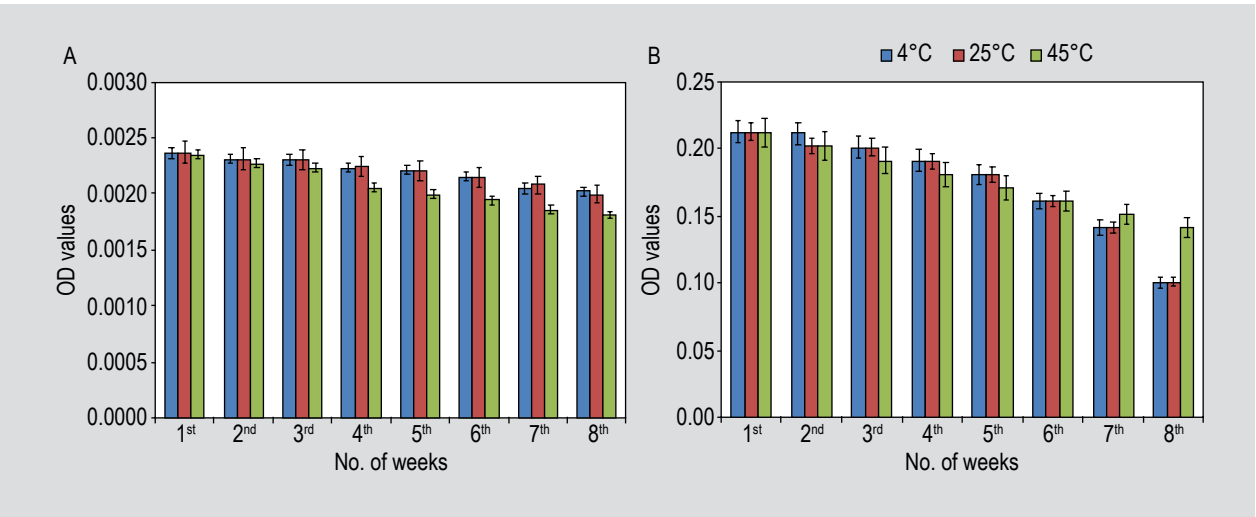 A
0.0030
0.0025
0.0020
0.0015
0.0010
0.0005
0.0000
OD values
1st 2nd 3rd 4th 5th 6th 7th 8th
No. of weeks
B
4°C 25°C 45°C
0.25
0.20
0.15
0.10
0.05
0.00
OD values
1st 2nd 3rd 4th 5th 6th 7th 8th
No. of weeks